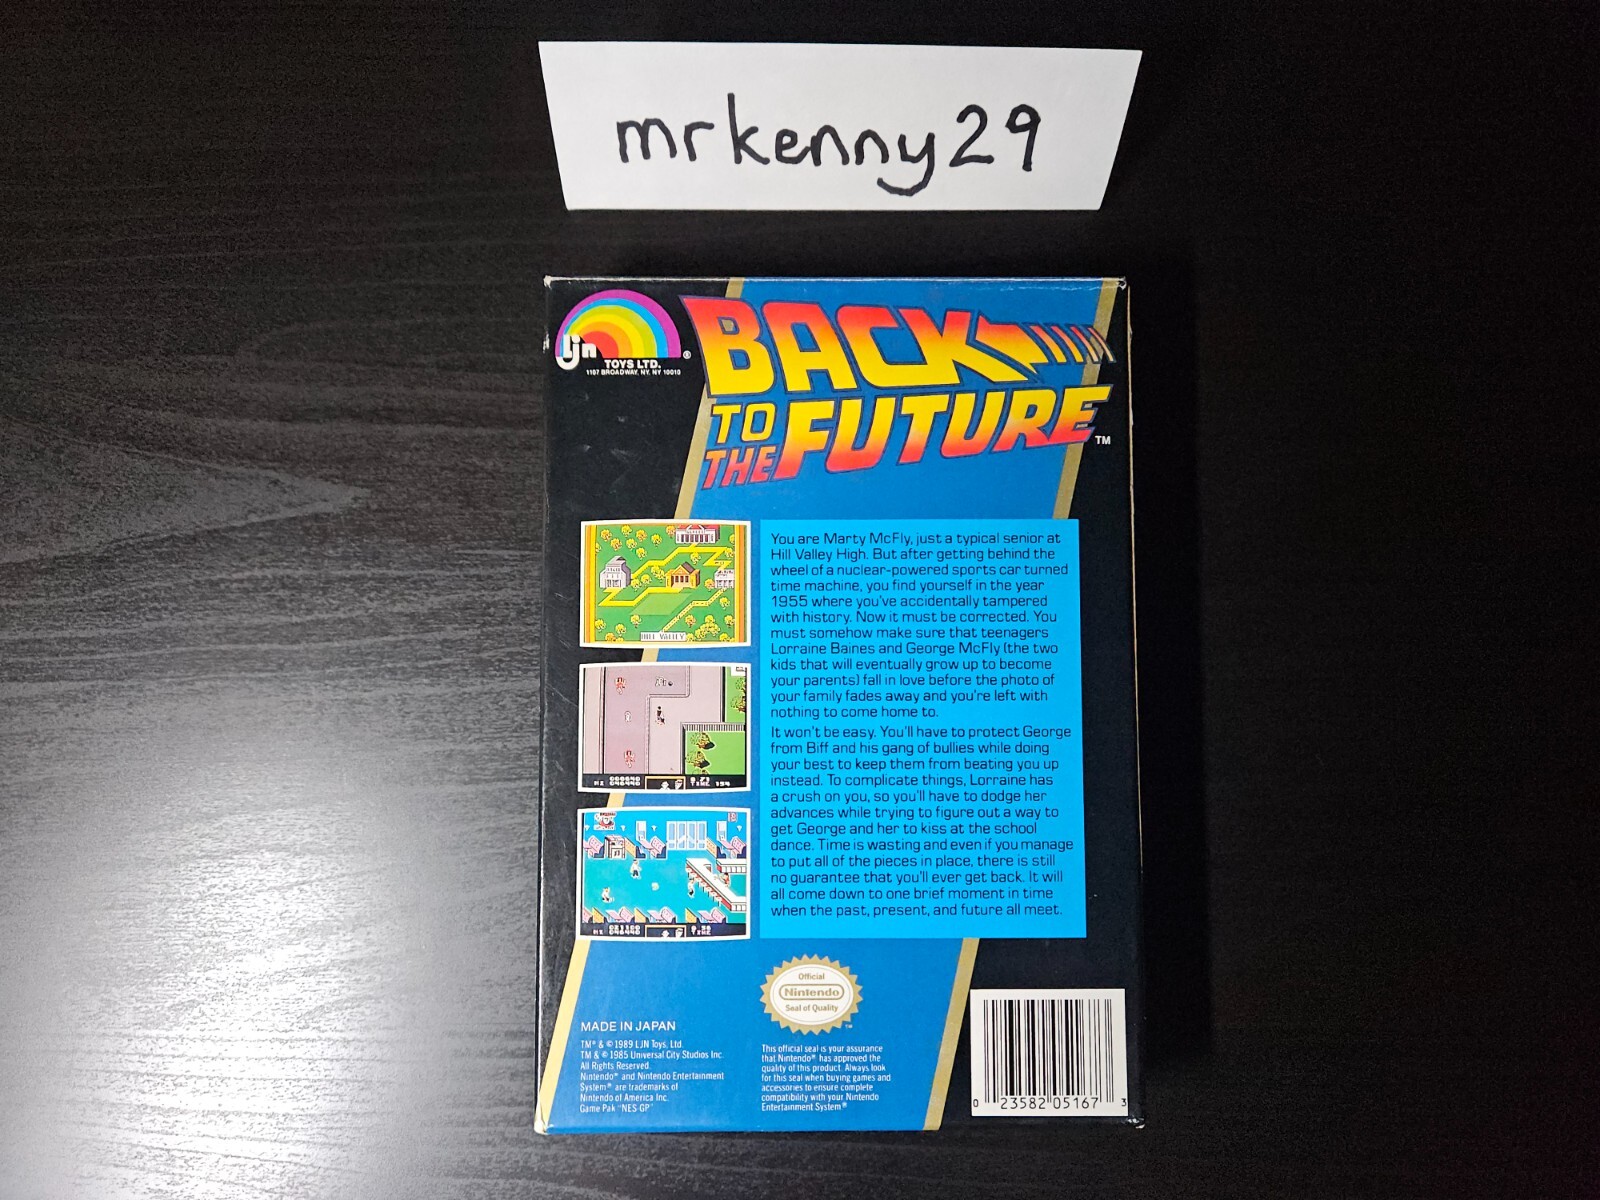 mrkenny29
ljn
TOYS LTD.
®
1107 BROADWAY, NY, NY 10010
BACK
TO
THE FUTURE
™
HILL VALLEY
You are Marty McFly, just a typical senior at
Hill Valley High. But after getting behind the
wheel of a nuclear-powered sports car turned
time machine, you find yourself in the year
1955 where you've accidentally tampered
with history. Now it must be corrected. You
must somehow make sure that teenagers
Lorraine Baines and George McFly (the two
kids that will eventually grow up to become
your parents) fall in love before the photo of
your family fades away and you're left with
nothing to come home to.
It won't be easy. You'll have to protect George
from Biff and his gang of bullies while doing
your best to keep them from beating you up
instead. To complicate things, Lorraine has
a crush on you, so you'll have to dodge her
advances while trying to figure out a way to
get George and her to kiss at the school
dance. Time is wasting and even if you manage
to put all of the pieces in place, there is still
no guarantee that you'll ever get back. It will
all come down to one brief moment in time
when the past, present, and future all meet.
MADE IN JAPAN
TM® & © 1989 LJN Toys, Ltd.
TM & © 1985 Universal City Studios Inc.
All Rights Reserved.
Nintendo® and Nintendo Entertainment
System® are trademarks of
Nintendo of America Inc.
Game Pak "NES-GP"
Official
Nintendo
Seal of Quality
™
This official seal is your assurance
that Nintendo® has approved the
quality of this product. Always look
for this seal when buying games and
accessories to ensure complete
compatibility with your Nintendo
Entertainment System®
0 23582 05167 3